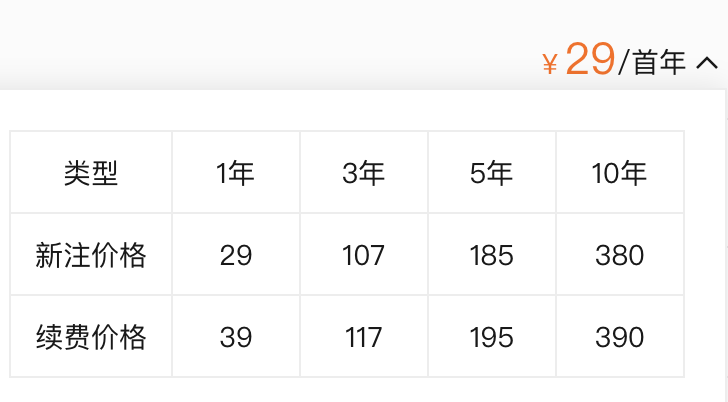 ¥ 29/首年
类型 1年 3年 5年 10年
新注价格 29 107 185 380
续费价格 39 117 195 390